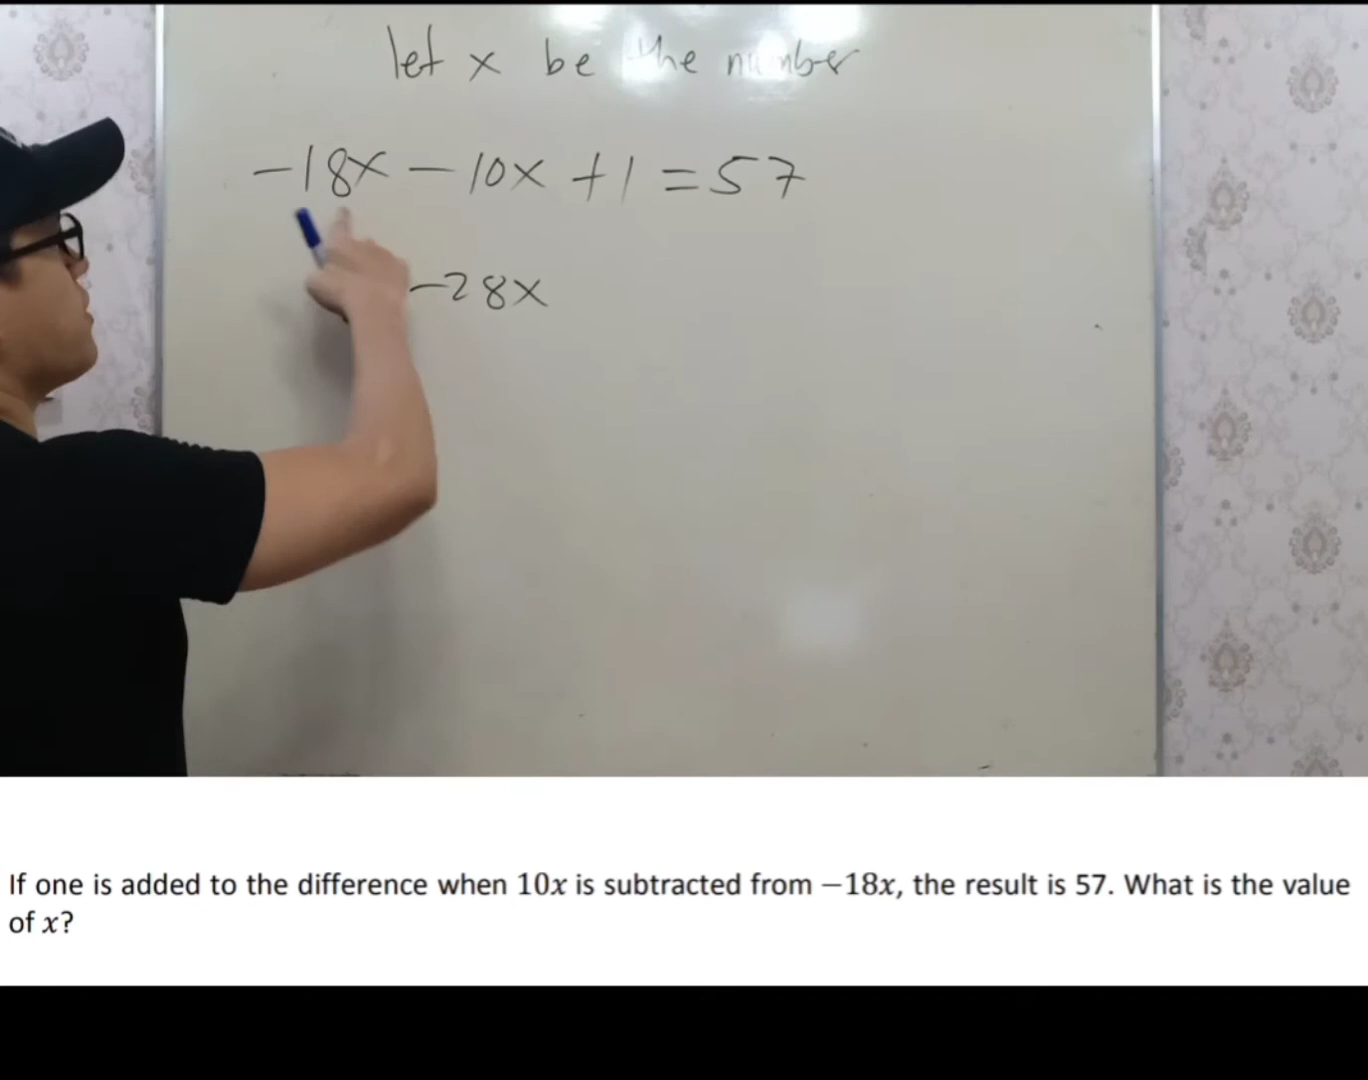 let x be the number
-18x - 10x + 1 = 57
-28x
If one is added to the difference when 10x is subtracted from −18x, the result is 57. What is the value
of x?